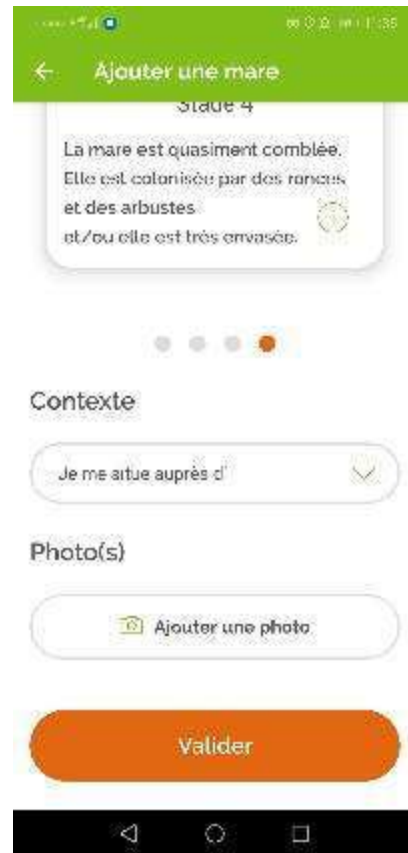 Ajouter une mare
Stade 4
La mare est quasiment comblée.
Elle est colonisée par des ronces
et des arbustes
et/ou elle est très envasée.
Contexte
Je me situe auprès d'
Photo(s)
Ajouter une photo
Valider